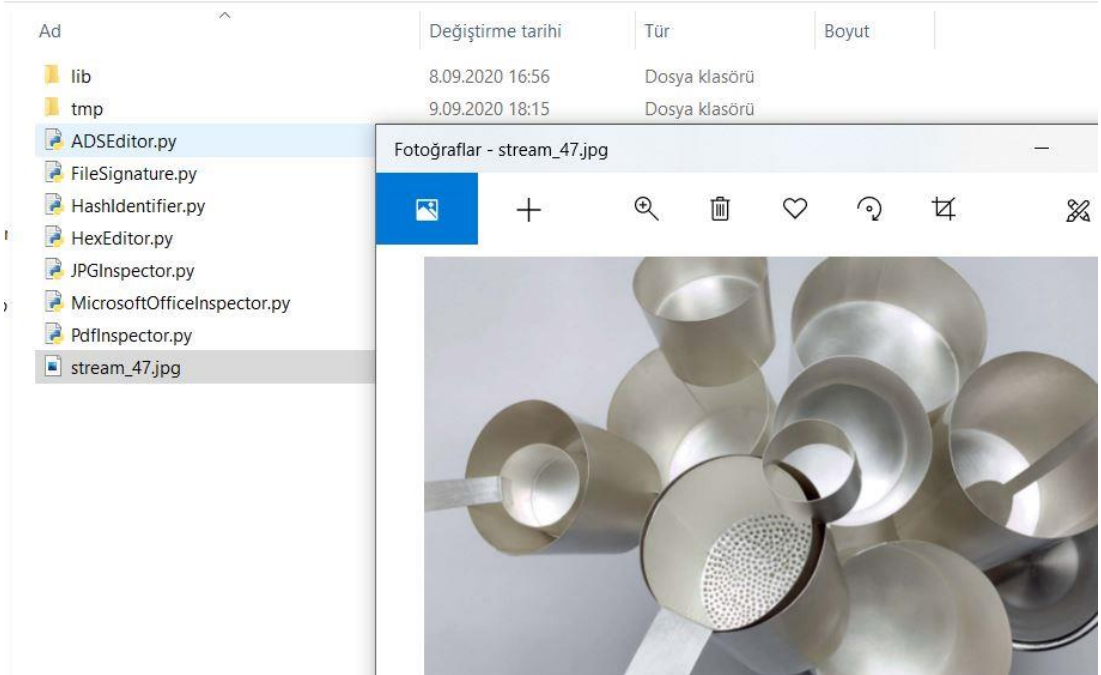 Ad Değiştirme tarihi Tür Boyut
lib 8.09.2020 16:56 Dosya klasörü
tmp 9.09.2020 18:15 Dosya klasörü
ADSEditor.py
FileSignature.py
HashIdentifier.py
HexEditor.py
JPGInspector.py
MicrosoftOfficeInspector.py
PdfInspector.py
stream_47.jpg
Fotoğraflar - stream_47.jpg